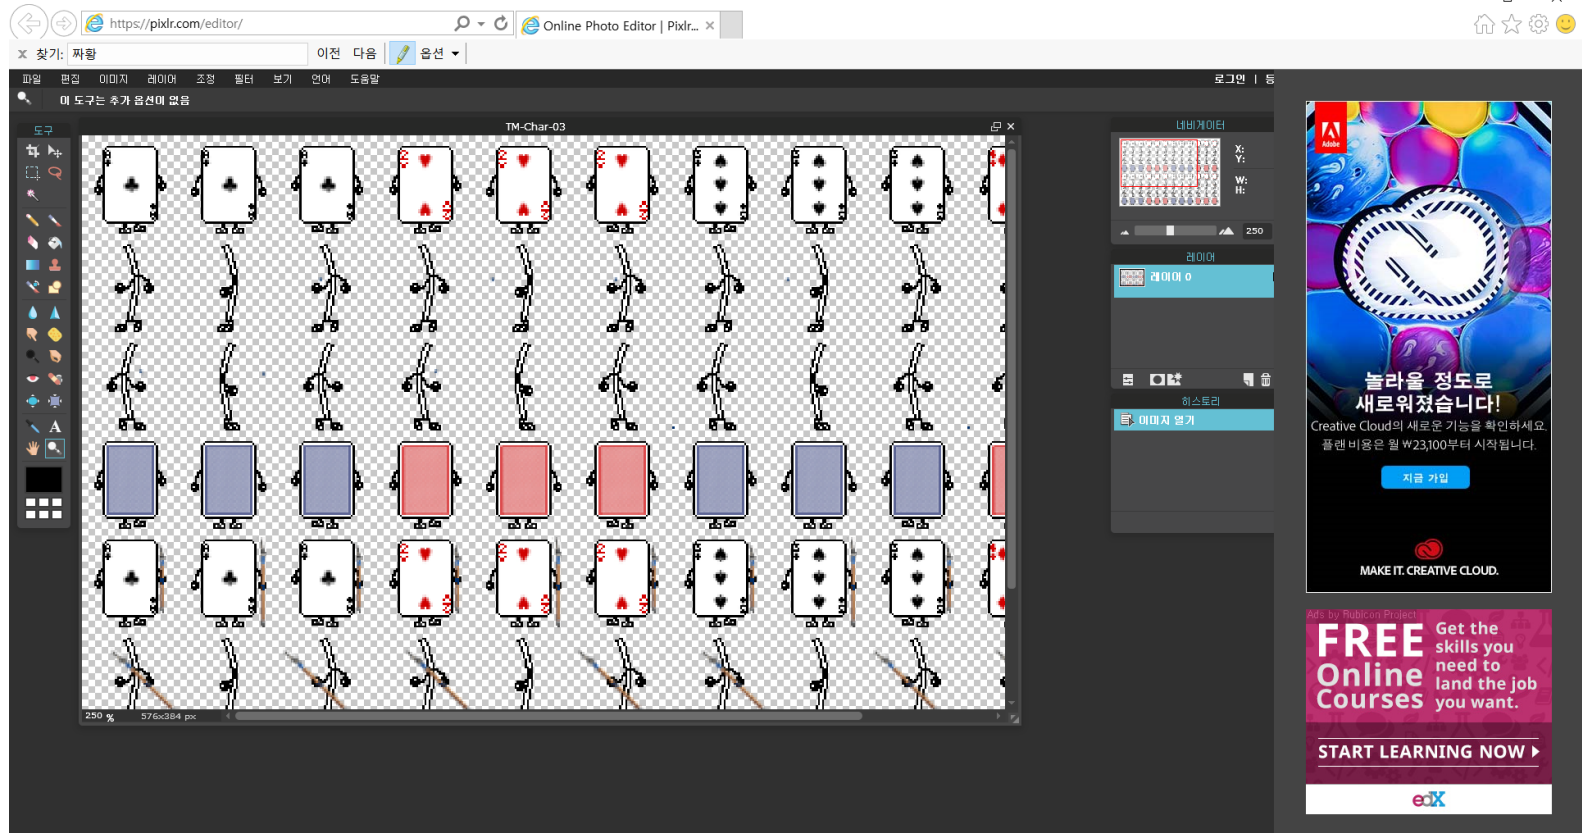 https://pixlr.com/editor/
Online Photo Editor | Pixlr...
x 찾기: 짜황 이전 다음 옵션
파일 편집 이미지 레이어 조정 필터 보기 언어 도움말
로그인 | 등
이 도구는 추가 옵션이 없음
도구
TM-Char-03
250 %
576x384 px
네비게이터
X:
Y:
W:
H:
250
레이어
레이어 0
히스토리
이미지 열기
A
Adobe
놀라울 정도로
새로워졌습니다!
Creative Cloud의 새로운 기능을 확인하세요.
플랜 비용은 월 ₩23,100부터 시작됩니다.
지금 가입
MAKE IT. CREATIVE CLOUD.
Ads by Rubicon Project
FREE
Online
Courses
Get the
skills you
need to
land the job
you want.
START LEARNING NOW
edX